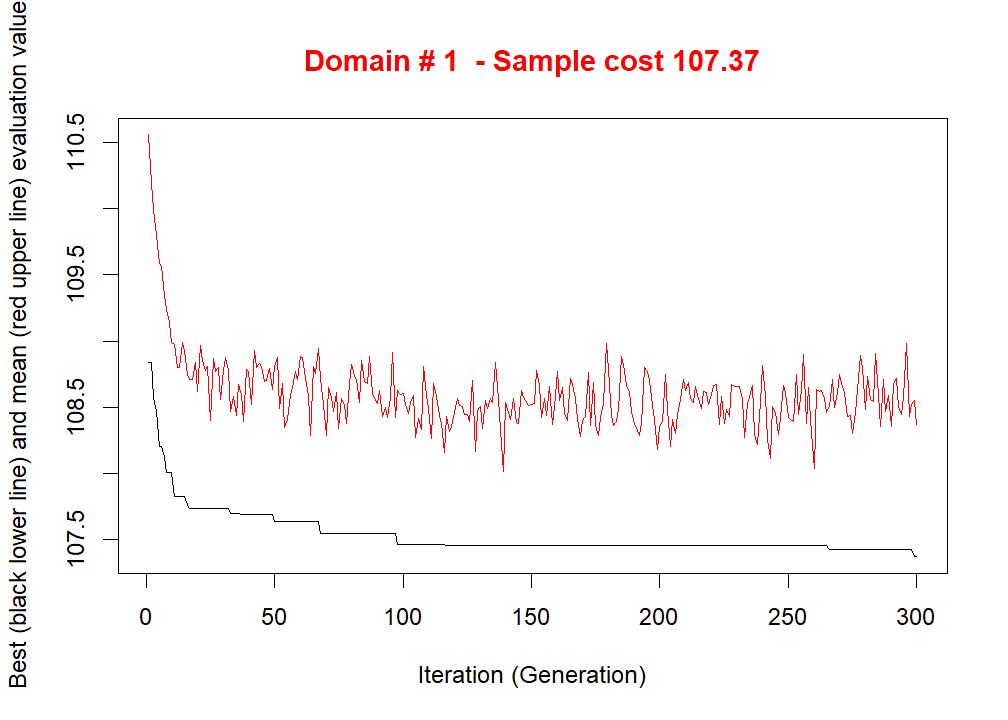 Domain # 1  - Sample cost 107.37
Best (black lower line) and mean (red upper line) evaluation value
110.5
109.5
108.5
107.5
0 50 100 150 200 250 300
Iteration (Generation)